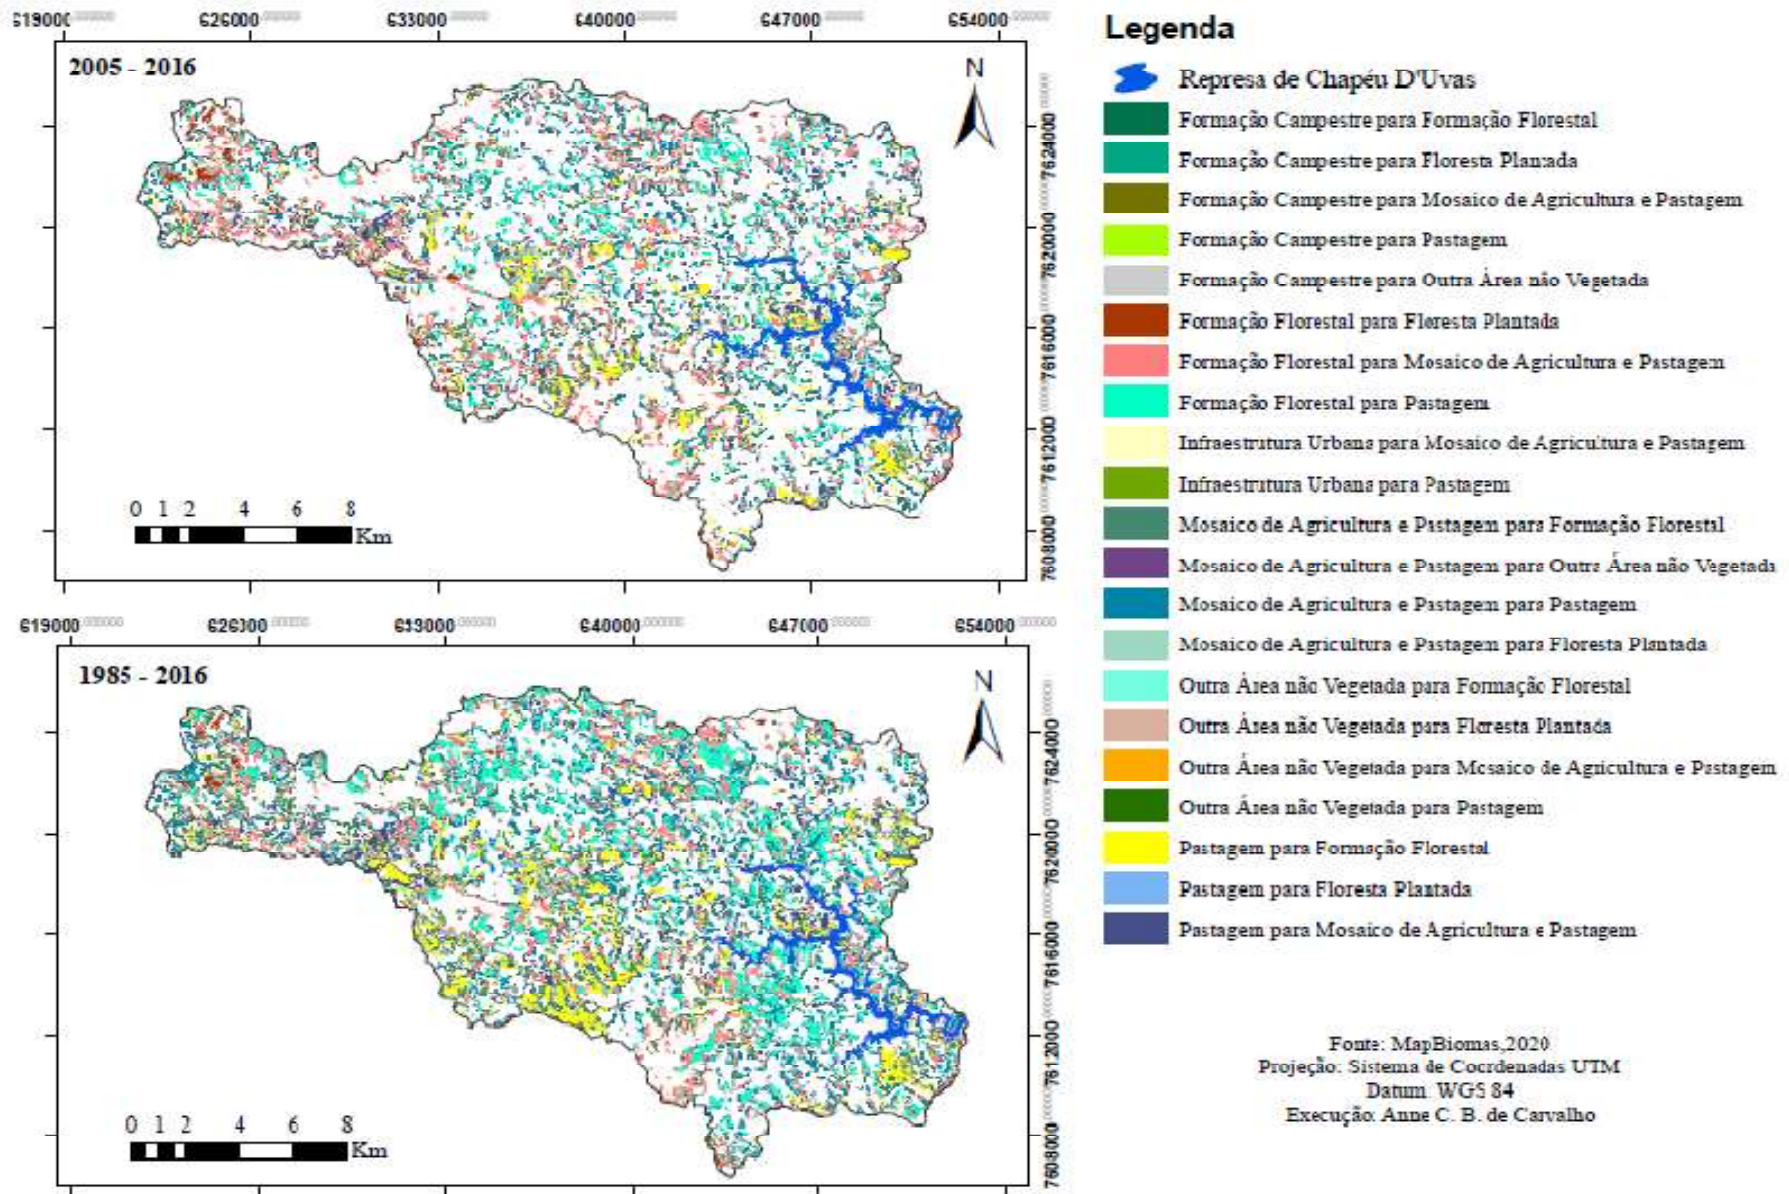 619000 626000 633000 640000 647000 654000
2005 - 2016
N
7624000
7620000
7616000
7612000
7608000
0 1 2 4 6 8
Km
619000 626300 633000 640000 647000 654000
1985 - 2016
N
7624000
7620000
7616000
7612000
7608000
0 1 2 4 6 8
Km
Legenda
Represa de Chapéu D'Uvas
Formação Campestre para Formação Florestal
Formação Campestre para Floresta Plantada
Formação Campestre para Mosaico de Agricultura e Pastagem
Formação Campestre para Pastagem
Formação Campestre para Outra Área não Vegetada
Formação Florestal para Floresta Plantada
Formação Florestal para Mosaico de Agricultura e Pastagem
Formação Florestal para Pastagem
Infraestrutura Urbana para Mosaico de Agricultura e Pastagem
Infraestrutura Urbana para Pastagem
Mosaico de Agricultura e Pastagem para Formação Florestal
Mosaico de Agricultura e Pastagem para Outra Área não Vegetada
Mosaico de Agricultura e Pastagem para Pastagem
Mosaico de Agricultura e Pastagem para Floresta Plantada
Outra Área não Vegetada para Formação Florestal
Outra Área não Vegetada para Floresta Plantada
Outra Área não Vegetada para Mosaico de Agricultura e Pastagem
Outra Área não Vegetada para Pastagem
Pastagem para Formação Florestal
Pastagem para Floresta Plantada
Pastagem para Mosaico de Agricultura e Pastagem
Fonte: MapBiomas,2020
Projeção: Sistema de Coordenadas UTM
Datum: WGS 84
Execução: Anne C. B. de Carvalho